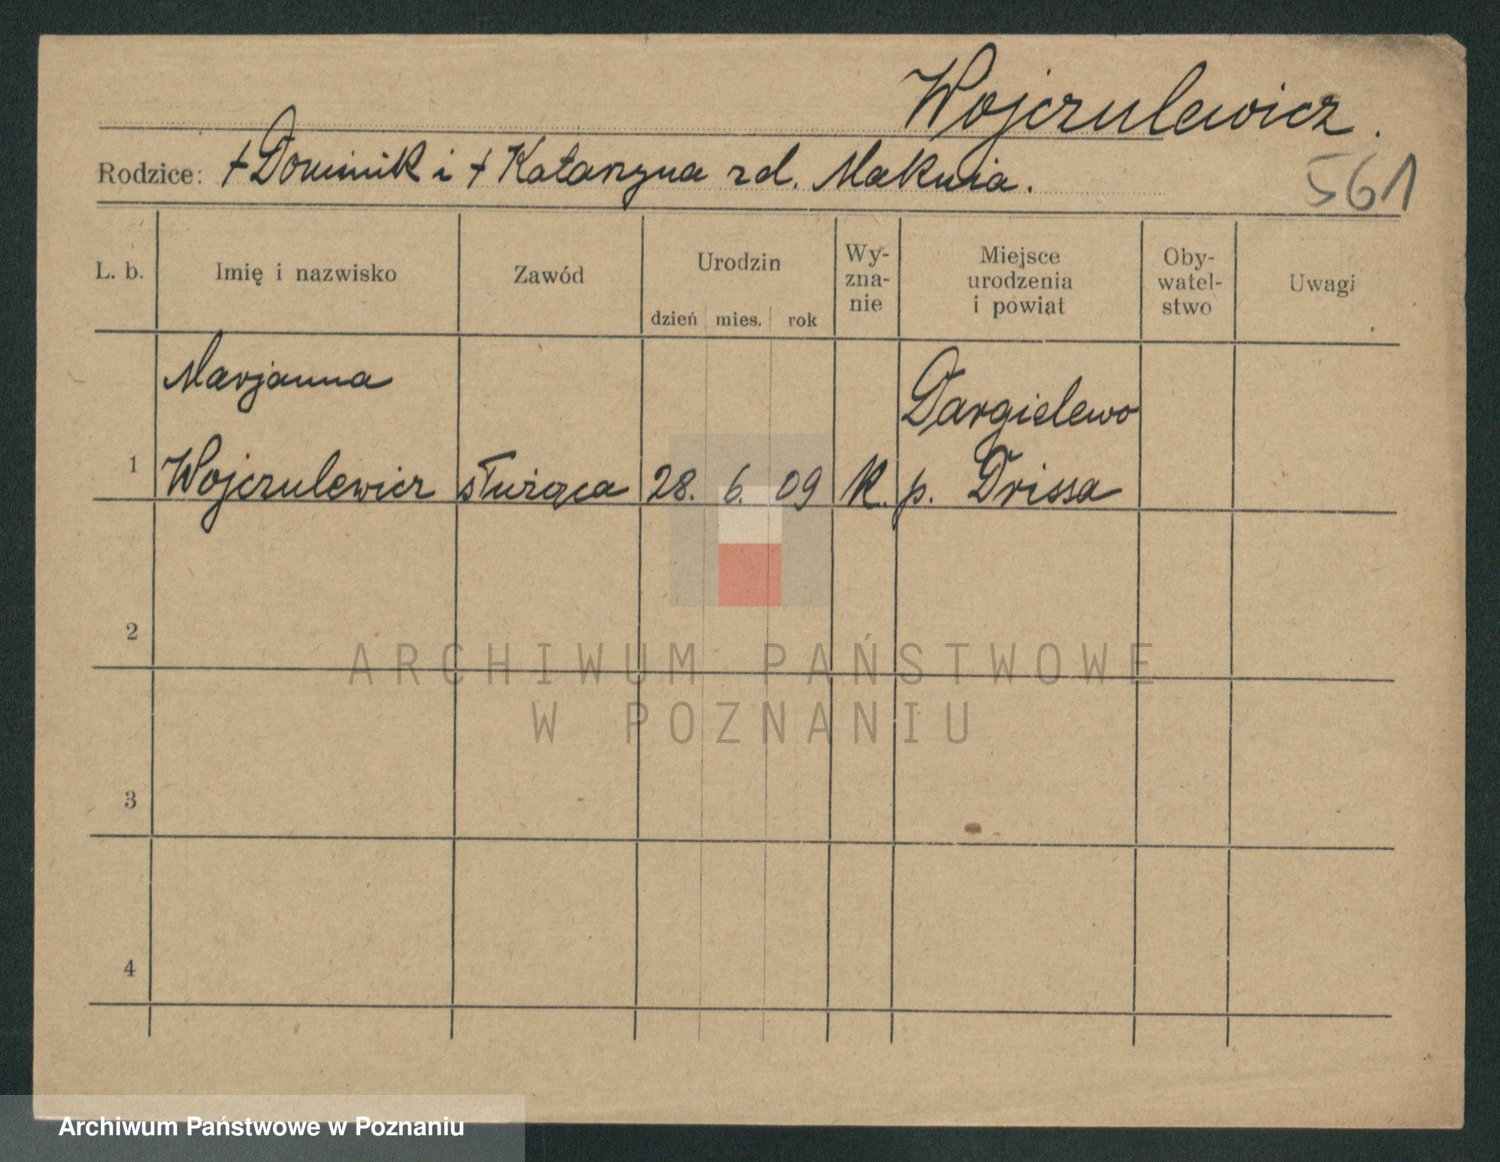 Wojczulewicz.
Rodzice: +Dominik i + Katarzyna zd. Maknia.
561
L. b.
Imię i nazwisko
Zawód
Urodzin
dzień mies. rok
Wy-
zna-
nie
Miejsce
urodzenia
i powiat
Oby-
watel-
stwo
Uwagi
Marjanna
Dargielewo
1 Wojczulewicz służąca 28. 6. 09 k. p. Drissa
2
3
4
ARCHIWUM PAŃSTWOWE
W POZNANIU
Archiwum Państwowe w Poznaniu